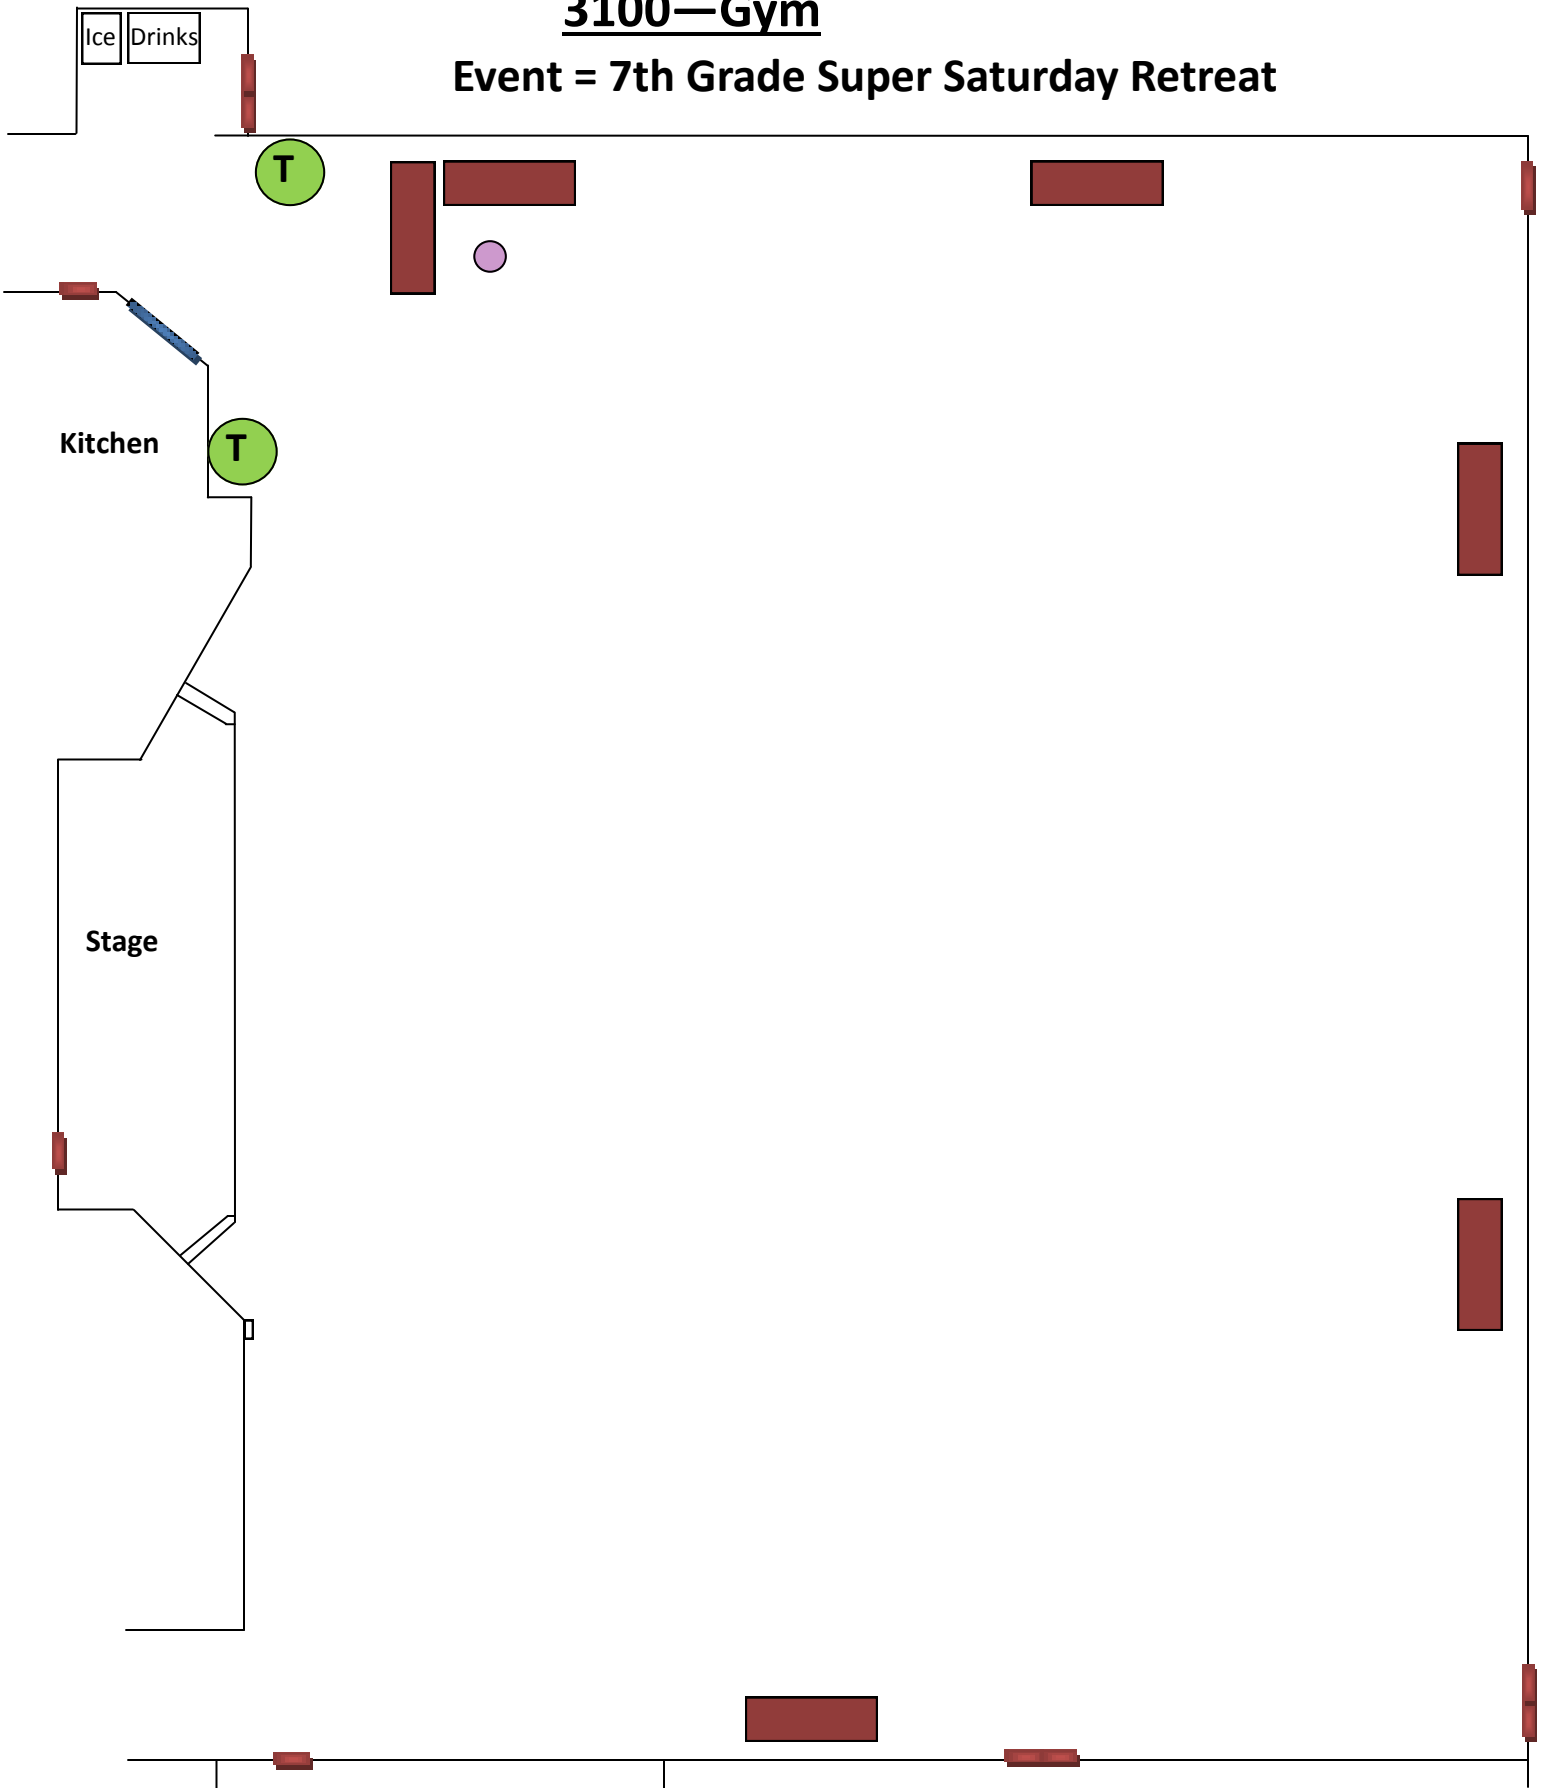 3100—Gym
Event = 7th Grade Super Saturday Retreat
Ice
Drinks
T
T
Kitchen
Stage